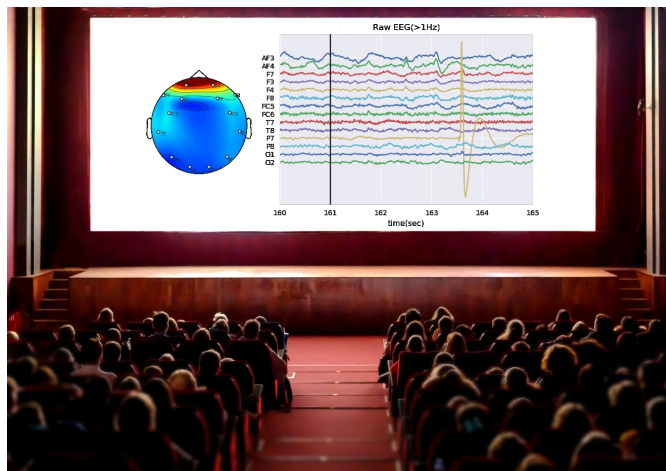 Raw EEG(>1Hz)
AF3
AF4
F7
F3
F4
F8
FC5
FC6
T7
T8
P7
P8
O1
O2
160 161 162 163 164 165
time(sec)